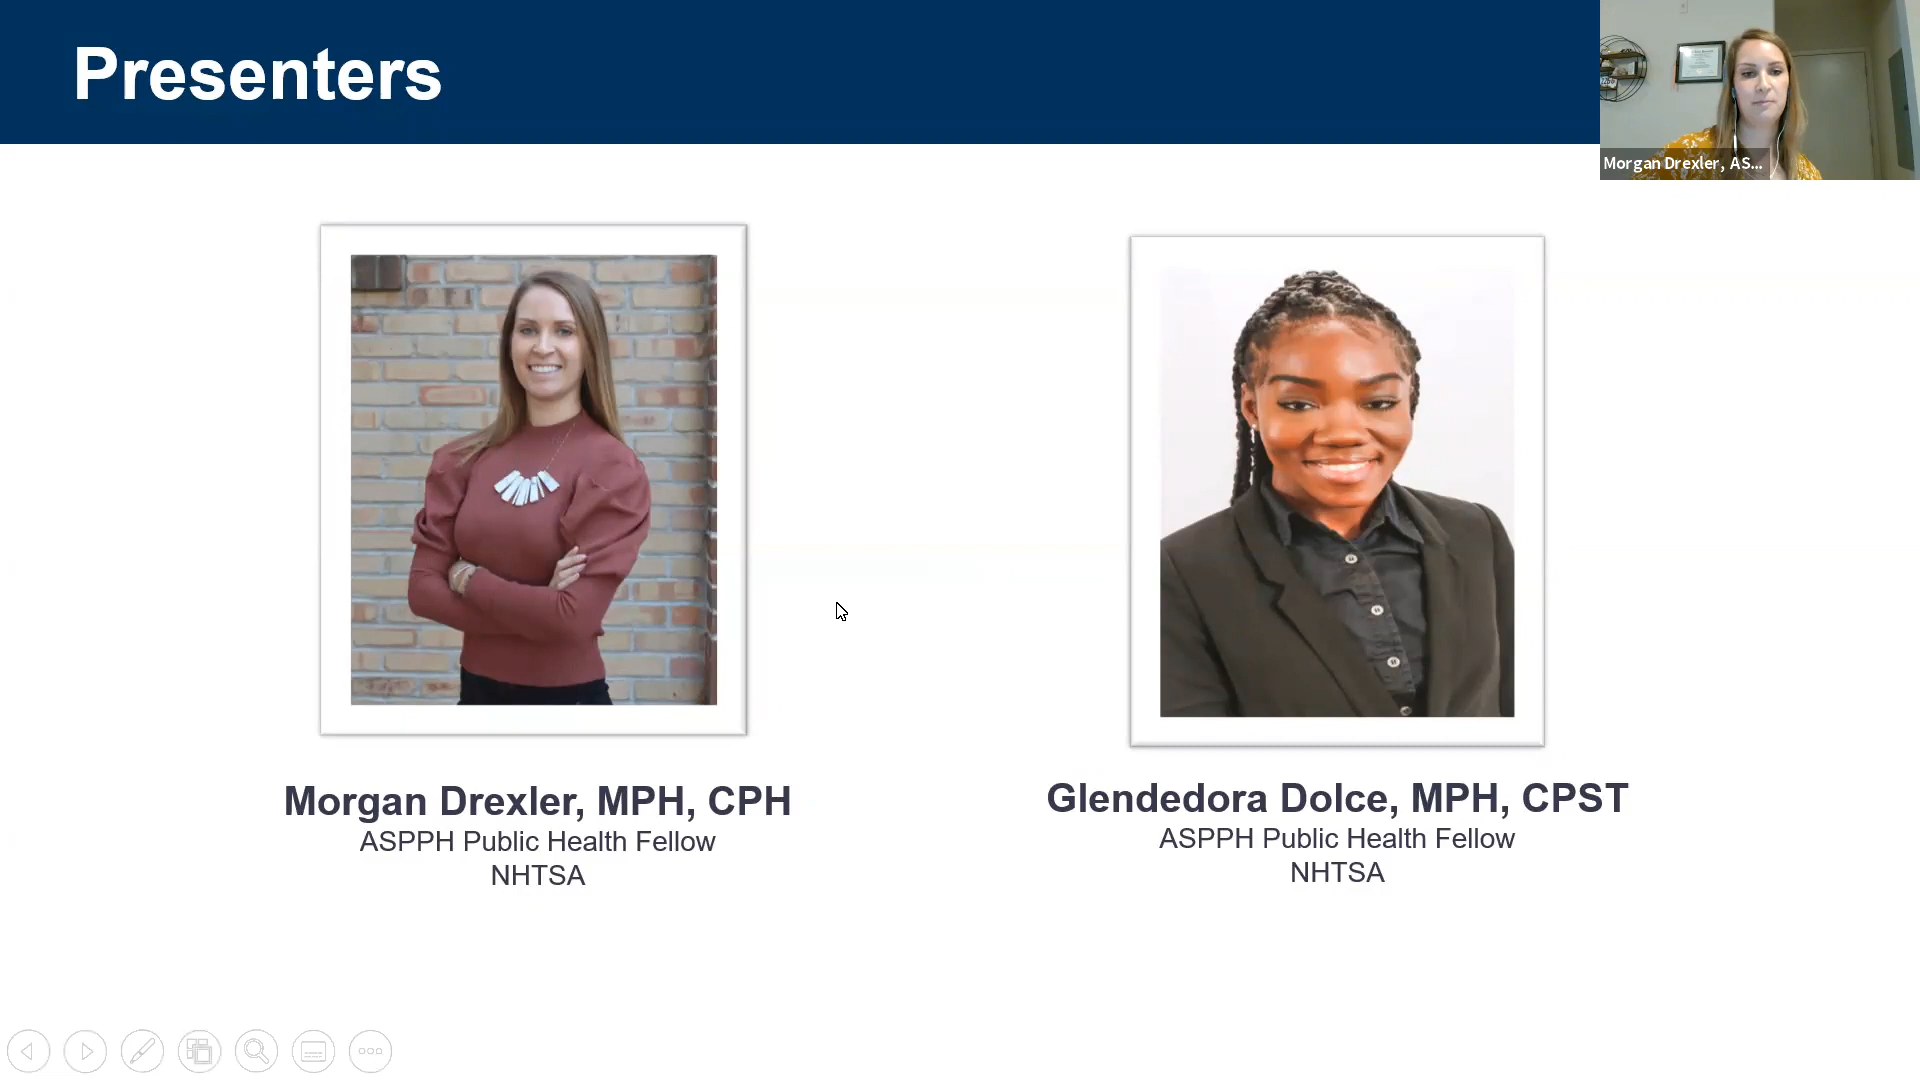 Presenters
Morgan Drexler, AS...
Morgan Drexler, MPH, CPH
ASPPH Public Health Fellow
NHTSA
Glendedora Dolce, MPH, CPST
ASPPH Public Health Fellow
NHTSA